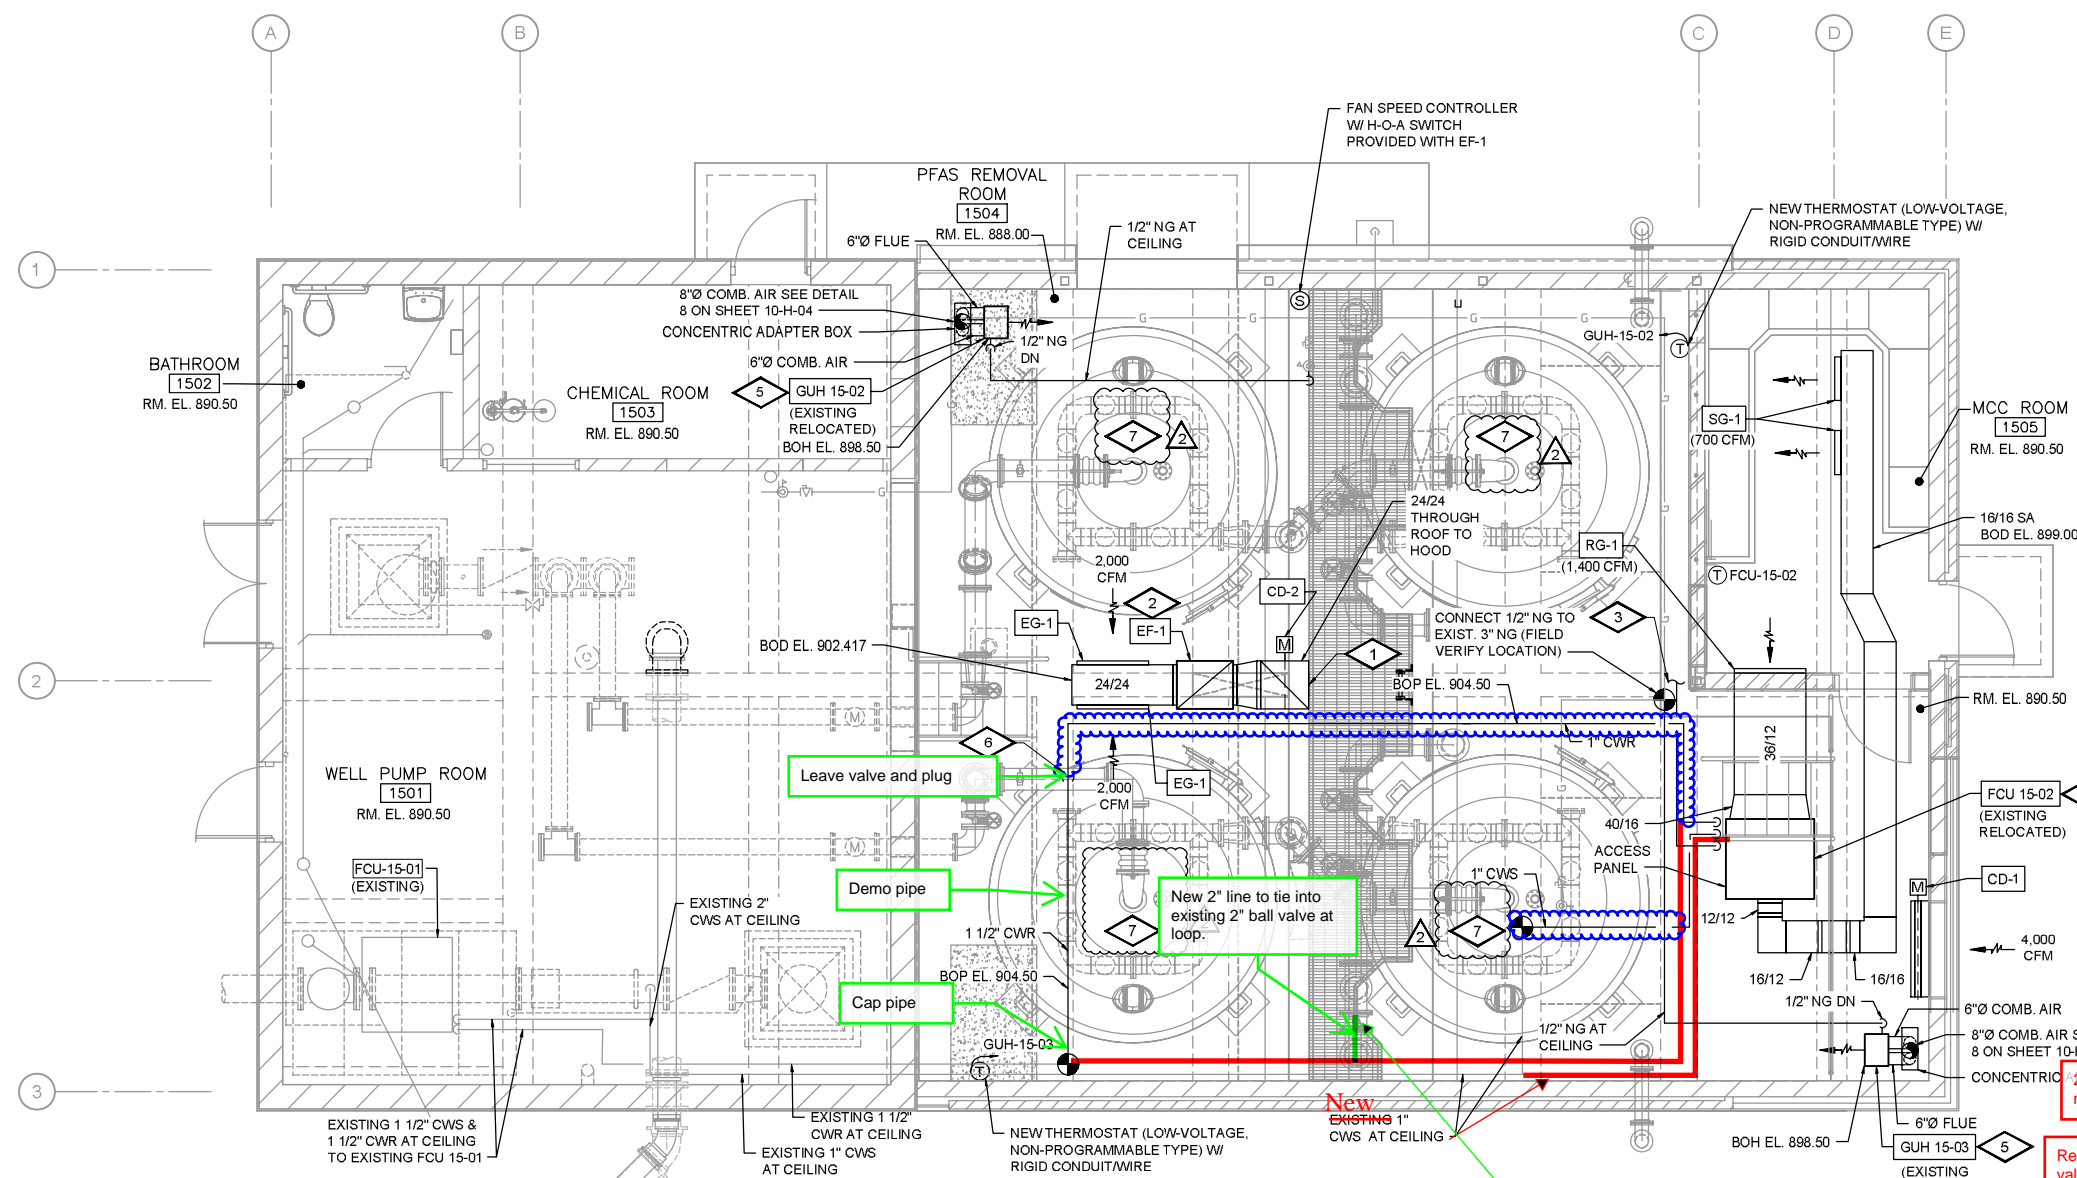 A
B
C
D
E
FAN SPEED CONTROLLER
W/ H-O-A SWITCH
PROVIDED WITH EF-1
PFAS REMOVAL
ROOM
1504
RM. EL. 888.00
6"Ø FLUE
1/2" NG AT
CEILING
NEW THERMOSTAT (LOW-VOLTAGE,
NON-PROGRAMMABLE TYPE) W/
RIGID CONDUIT/WIRE
1
8"Ø COMB. AIR SEE DETAIL
8 ON SHEET 10-H-04
CONCENTRIC ADAPTER BOX
6"Ø COMB. AIR
1/2" NG
DN
S
G
G
G
GUH-15-02
T
BATHROOM
1502
RM. EL. 890.50
CHEMICAL ROOM
1503
RM. EL. 890.50
5
GUH 15-02
(EXISTING
RELOCATED)
BOH EL. 898.50
7
2
7
2
SG-1
(700 CFM)
MCC ROOM
1505
RM. EL. 890.50
G
G
24/24
THROUGH
ROOF TO
HOOD
16/16 SA
BOD EL. 899.00
RG-1
(1,400 CFM)
T FCU-15-02
2,000
CFM
2
CD-2
EG-1
EF-1
M
CONNECT 1/2" NG TO
EXIST. 3" NG (FIELD
VERIFY LOCATION)
3
BOD EL. 902.417
1
2
24/24
BOP EL. 904.50
RM. EL. 890.50
M
6
1" CWR
36/12
Leave valve and plug
EG-1
2,000
CFM
WELL PUMP ROOM
1501
RM. EL. 890.50
G
FCU 15-02
(EXISTING
RELOCATED)
40/16
ACCESS
PANEL
M
FCU-15-01
(EXISTING)
Demo pipe
New 2" line to tie into
existing 2" ball valve at
loop.
1" CWS
M
CD-1
EXISTING 2"
CWS AT CEILING
12/12
7
2
7
1 1/2" CWR
4,000
CFM
BOP EL. 904.50
16/12
16/16
Cap pipe
1/2" NG DN
6"Ø COMB. AIR
1/2" NG AT
CEILING
GUH-15-03
T
8"Ø COMB. AIR S
8 ON SHEET 10-
CONCENTRIC
3
New
EXISTING 1"
CWS AT CEILING
EXISTING 1 1/2" CWS &
1 1/2" CWR AT CEILING
TO EXISTING FCU 15-01
EXISTING 1 1/2"
CWR AT CEILING
EXISTING 1" CWS
AT CEILING
NEW THERMOSTAT (LOW-VOLTAGE,
NON-PROGRAMMABLE TYPE) W/
RIGID CONDUIT/WIRE
6"Ø FLUE
BOH EL. 898.50
GUH 15-03
5
(EXISTING
Re
val